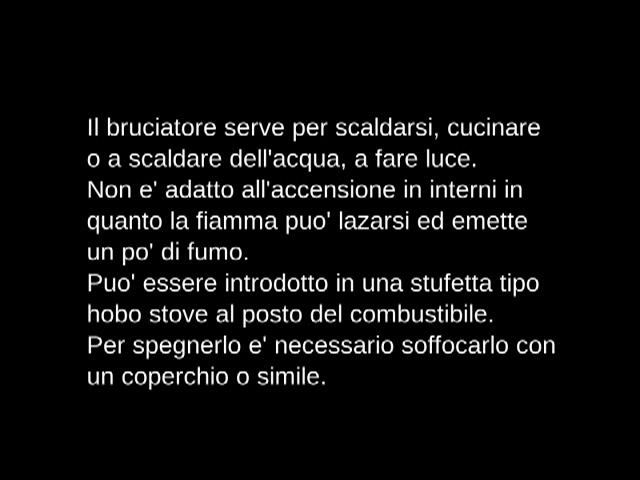 Il bruciatore serve per scaldarsi, cucinare
o a scaldare dell'acqua, a fare luce.
Non e' adatto all'accensione in interni in
quanto la fiamma puo' lazarsi ed emette
un po' di fumo.
Puo' essere introdotto in una stufetta tipo
hobo stove al posto del combustibile.
Per spegnerlo e' necessario soffocarlo con
un coperchio o simile.